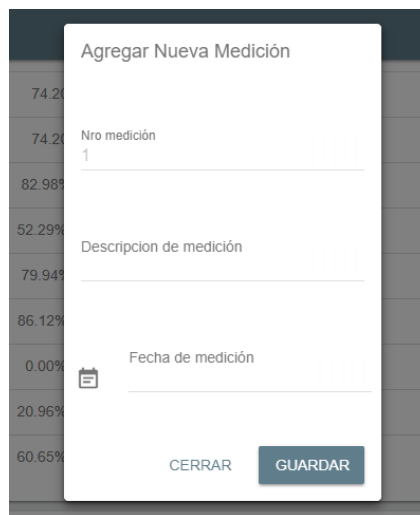 Agregar Nueva Medición
74.20
Nro medición
74.20
1
82.98%
52.29%
Descripcion de medición
79.94%
86.12%
Fecha de medición
0.00%
20.96%
60.65%
CERRAR GUARDAR